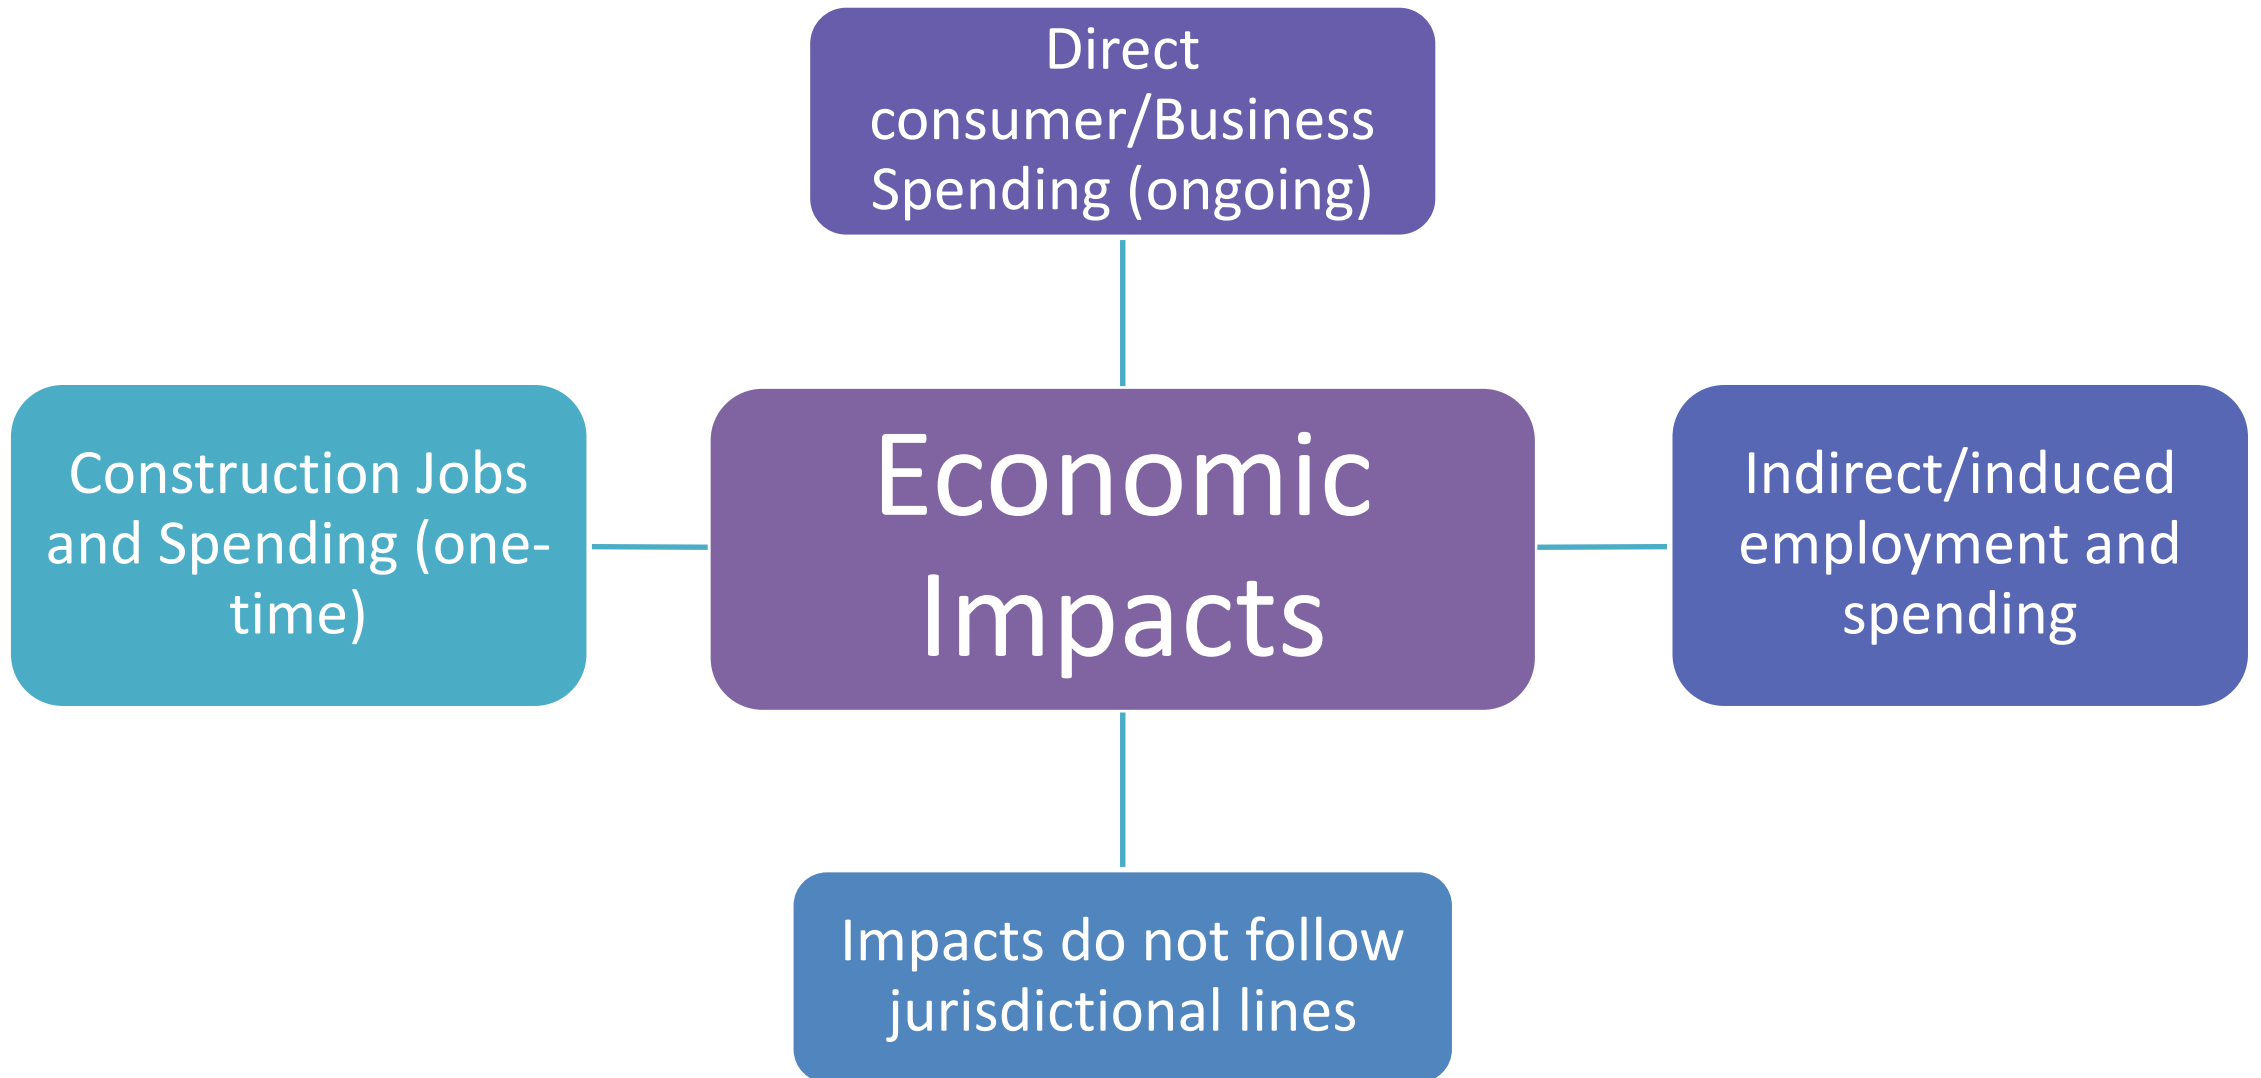 Direct
consumer/Business
Spending (ongoing)
Construction Jobs
and Spending (one-
time)
Economic
Impacts
Indirect/induced
employment and
spending
Impacts do not follow
jurisdictional lines